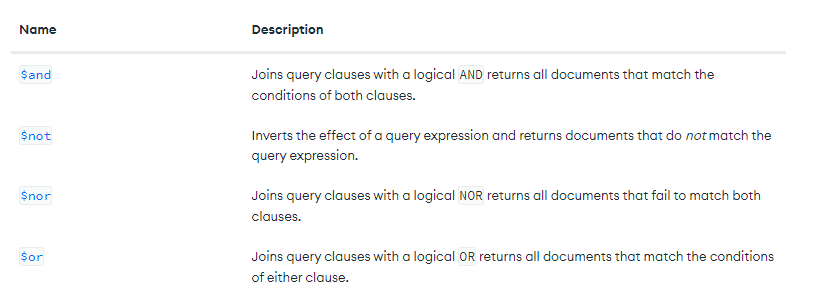 Name Description
$and Joins query clauses with a logical AND returns all documents that match the
conditions of both clauses.
$not Inverts the effect of a query expression and returns documents that do not match the
query expression.
$nor Joins query clauses with a logical NOR returns all documents that fail to match both
clauses.
$or Joins query clauses with a logical OR returns all documents that match the conditions
of either clause.